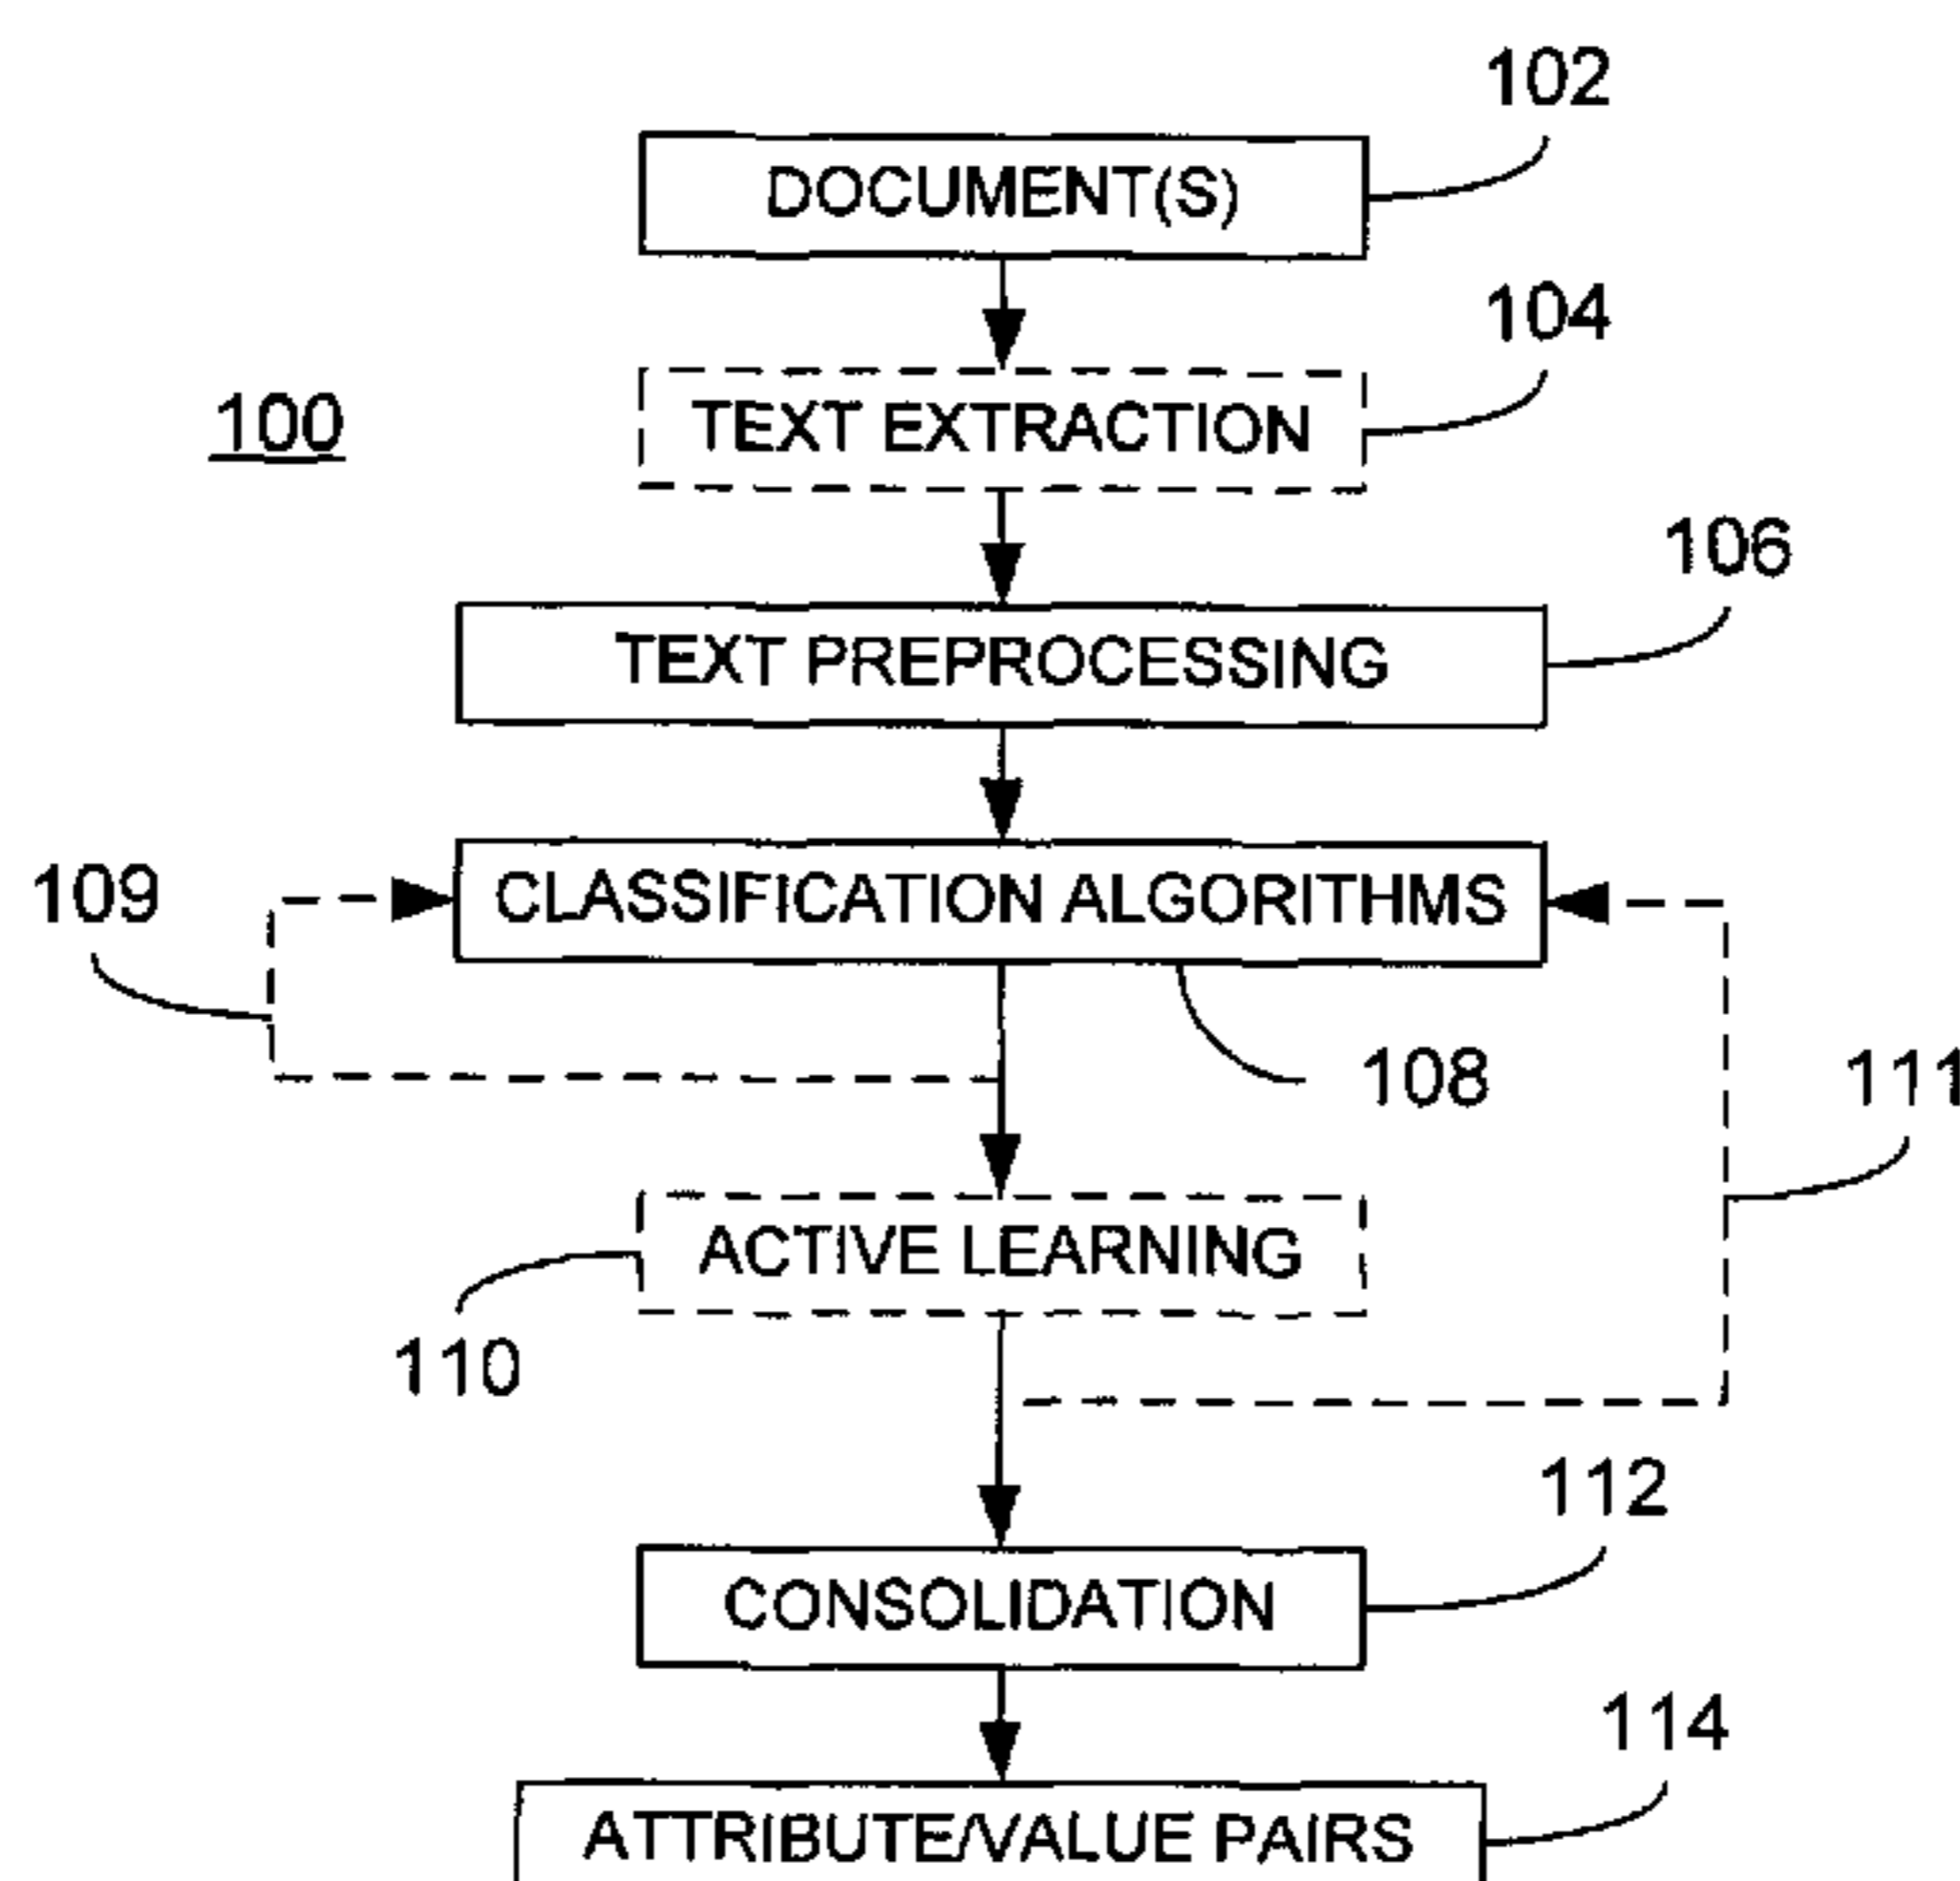 102
DOCUMENT(S)
104
100
TEXT EXTRACTION
106
TEXT PREPROCESSING
109
CLASSIFICATION ALGORITHMS
108
111
ACTIVE LEARNING
110
112
CONSOLIDATION
114
ATTRIBUTE/VALUE PAIRS